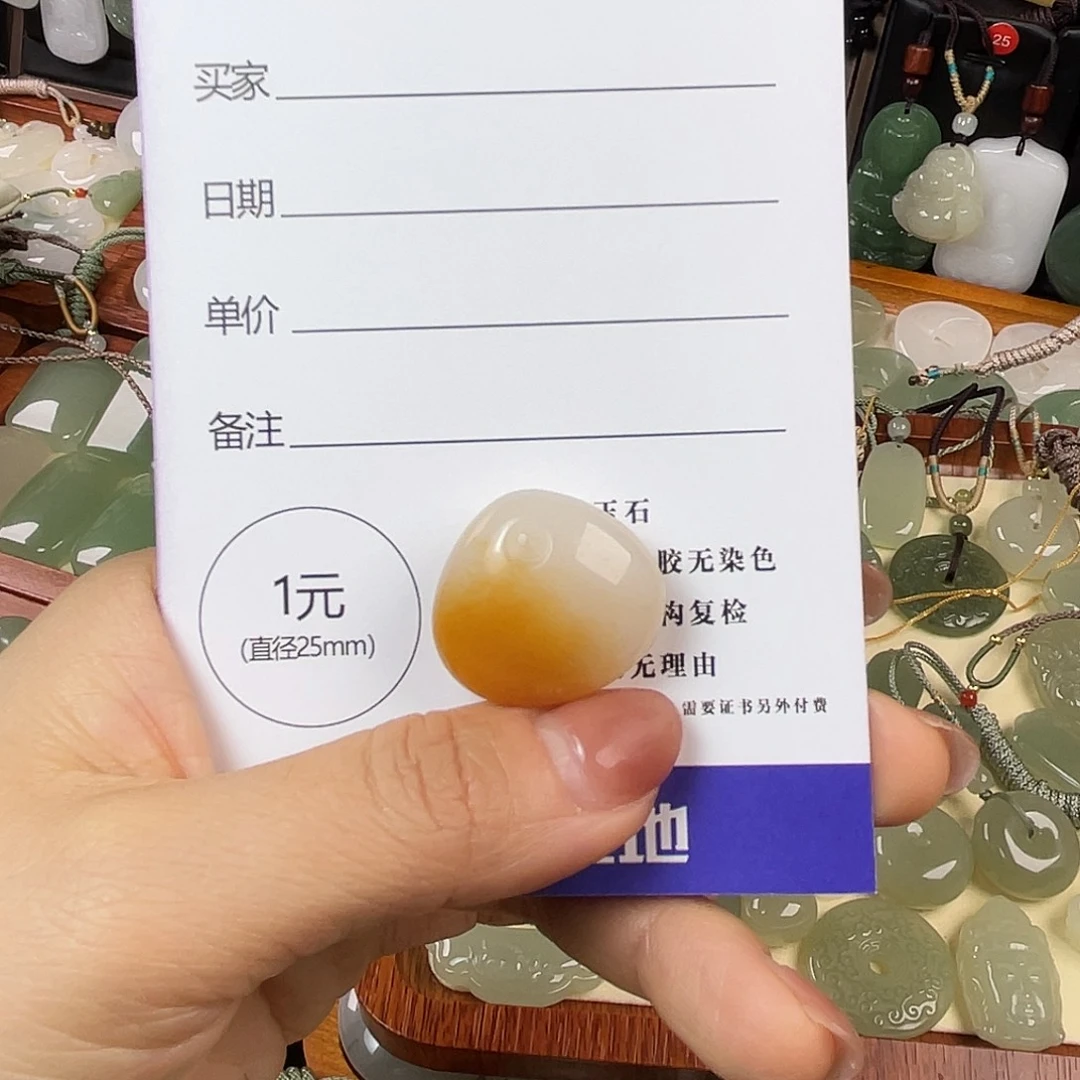 25
买家
日期
单价
备注
1元
(直径25mm)
玉石
胶无染色
构复检
无理由
需要证书另外付费
地